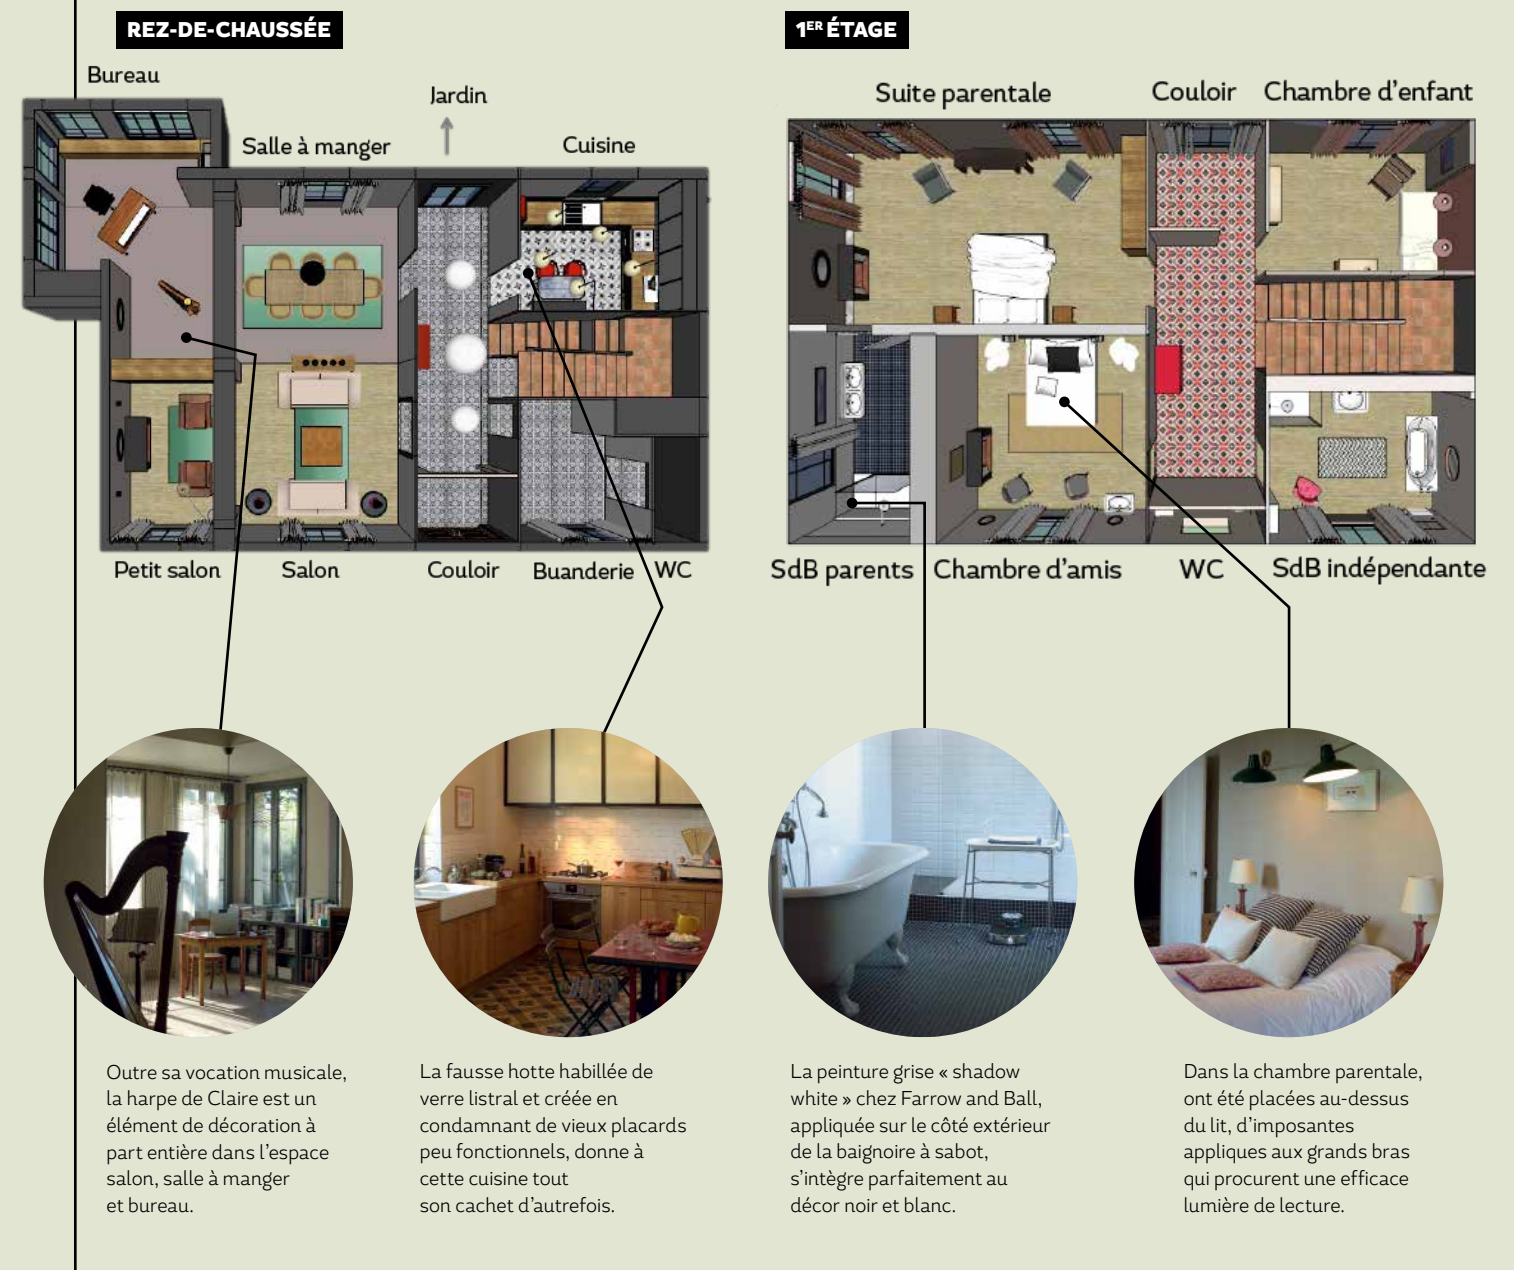 REZ-DE-CHAUSSÉE
Bureau
Jardin
Salle à manger
Cuisine
Petit salon
Salon
Couloir
Buanderie
WC
1ER ÉTAGE
Suite parentale
Couloir
Chambre d'enfant
SdB parents
Chambre d'amis
WC
SdB indépendante
Outre sa vocation musicale,
la harpe de Claire est un
élément de décoration à
part entière dans l'espace
salon, salle à manger
et bureau.
La fausse hotte habillée de
verre listral et créée en
condamnant de vieux placards
peu fonctionnels, donne à
cette cuisine tout
son cachet d'autrefois.
La peinture grise « shadow
white » chez Farrow and Ball,
appliquée sur le côté extérieur
de la baignoire à sabot,
s'intègre parfaitement au
décor noir et blanc.
Dans la chambre parentale,
ont été placées au-dessus
du lit, d'imposantes
appliques aux grands bras
qui procurent une efficace
lumière de lecture.